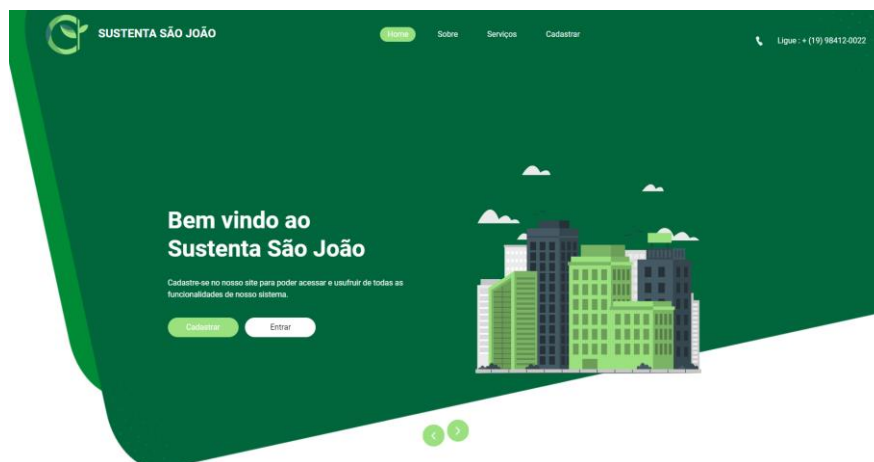 SUSTENTA SÃO JOÃO
Home
Sobre
Serviços
Cadastrar
Ligue : + (19) 98412-0022
Bem vindo ao
Sustenta São João
Cadastre-se no nosso site para poder acessar e usufruir de todas as
funcionalidades de nosso sistema.
Cadastrar
Entrar